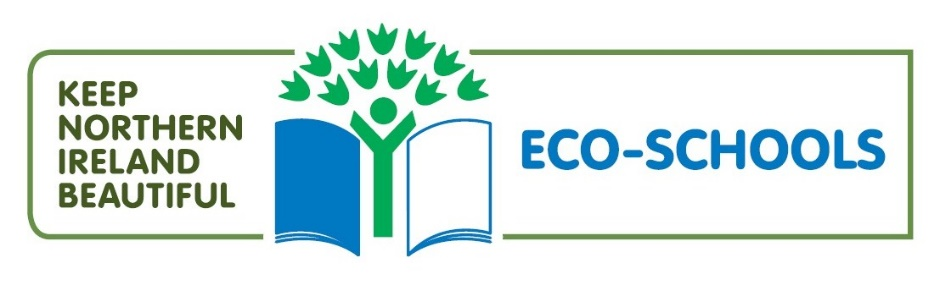 KEEP
NORTHERN
IRELAND
BEAUTIFUL
ECO-SCHOOLS